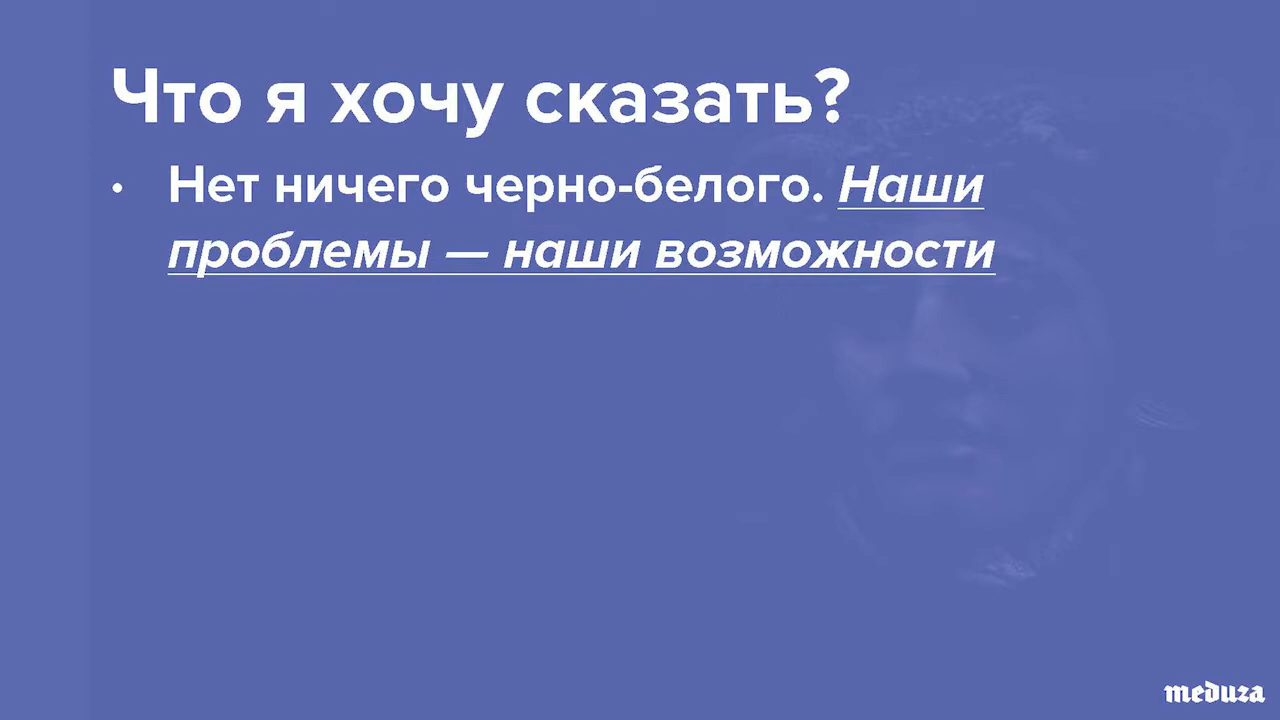 Что я хочу сказать?
• Нет ничего черно-белого. Наши
проблемы — наши возможности
meduza